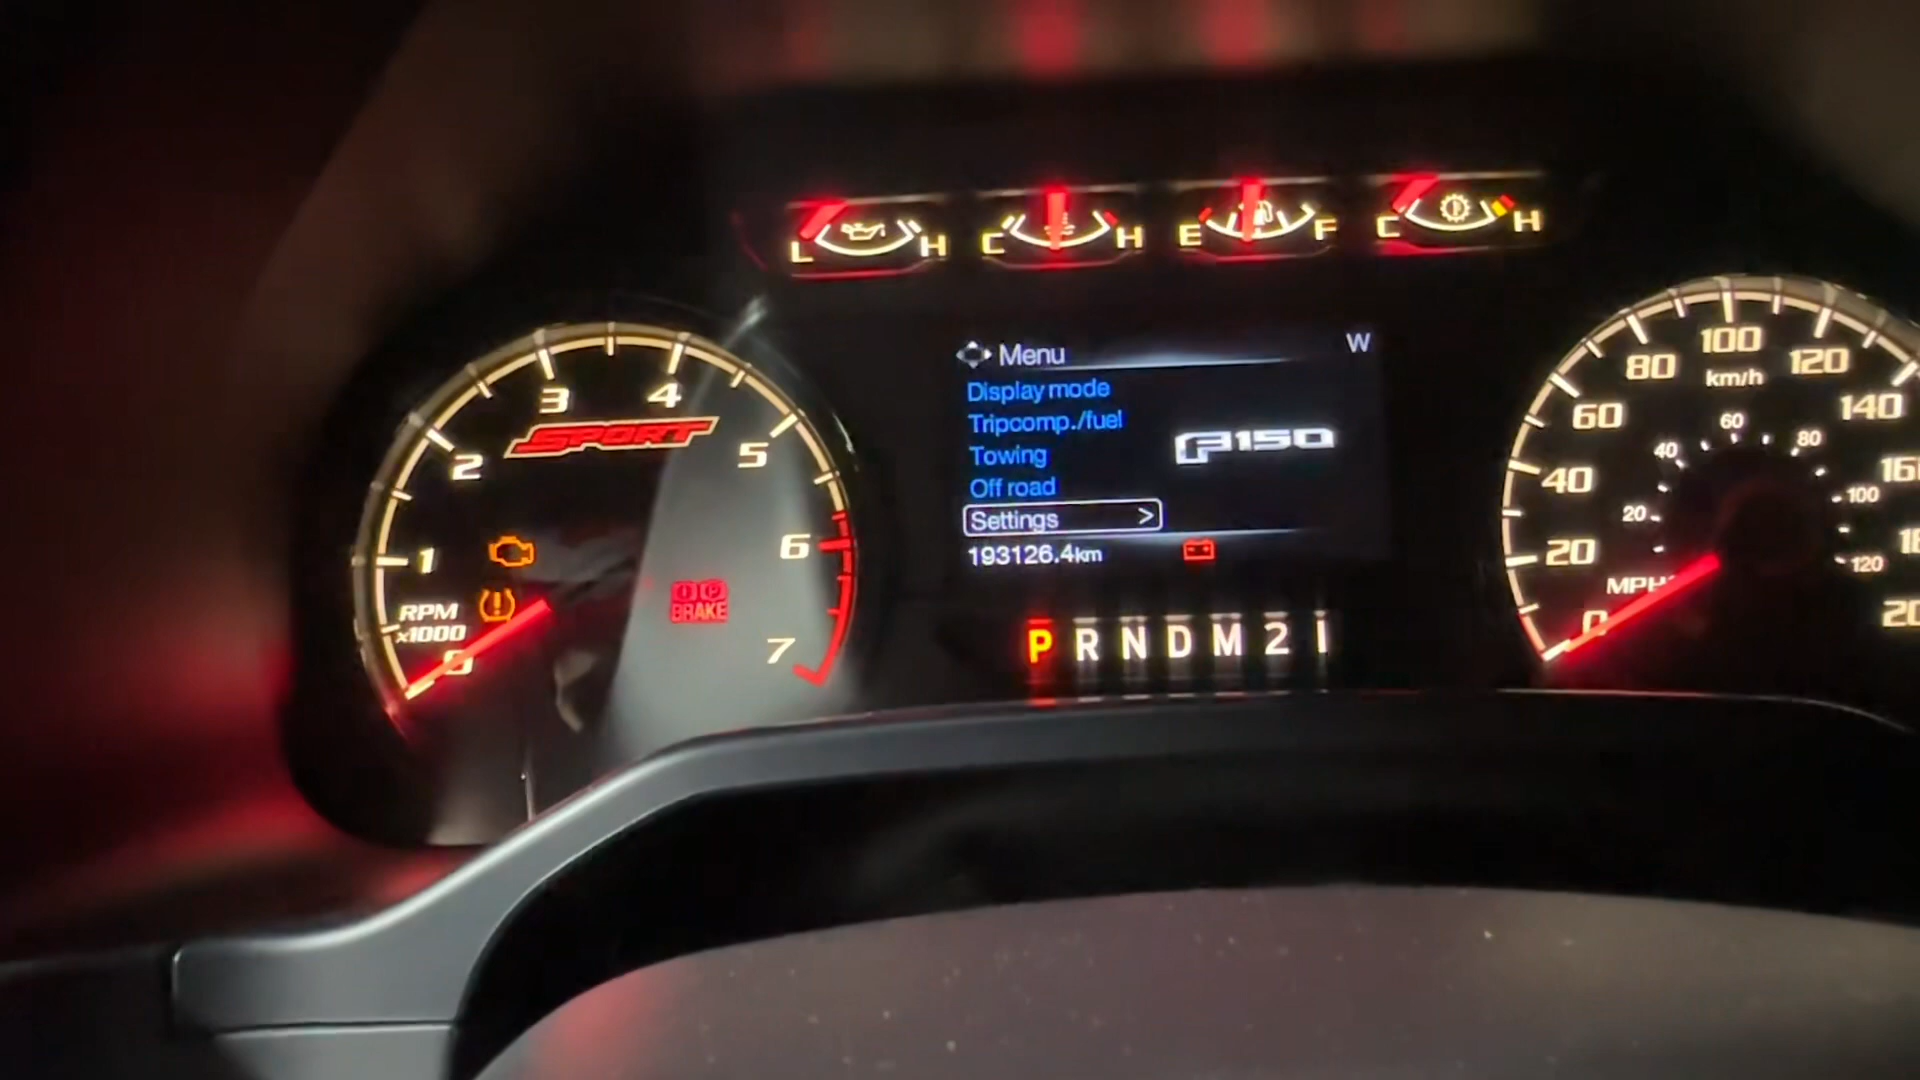 L H C H E F C H
Menu W
Display mode
Tripcomp./fuel
Towing
Off road
Settings >
193126.4km
F150
0 1 2 3 4 5 6 7
SPORT
RPM
x1000
BRAKE
P R N D M 2 1
0 20 40 60 80 100 120 140
km/h
MPH
20 40 60 80 100 120